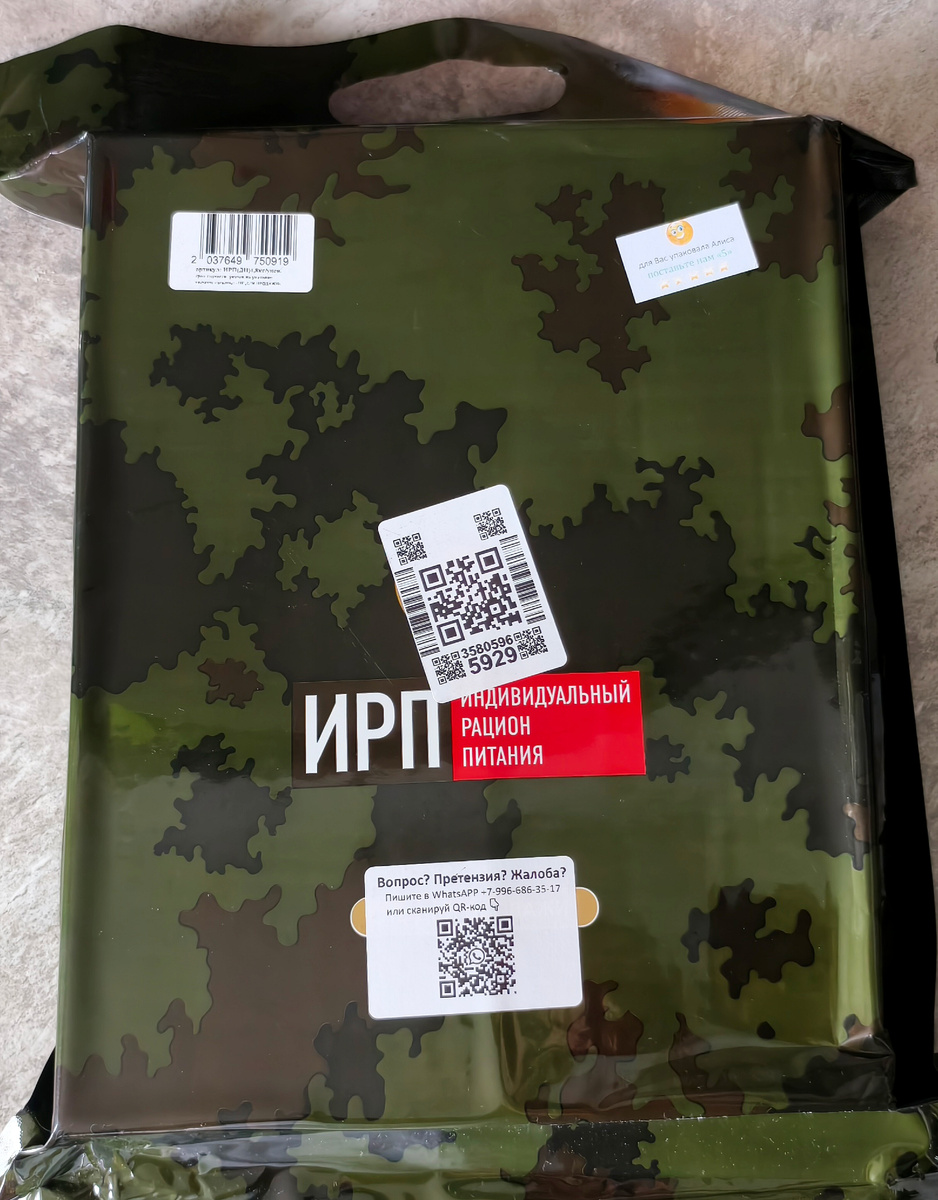 2 037649 750919
для Вас упаковала Алиса
поставьте нам «5»
3580596
5929
ИРП
ИНДИВИДУАЛЬНЫЙ
РАЦИОН
ПИТАНИЯ
Вопрос? Претензия? Жалоба?
Пишите в WhatsAPP +7-996-686-35-17
или сканируй QR-код